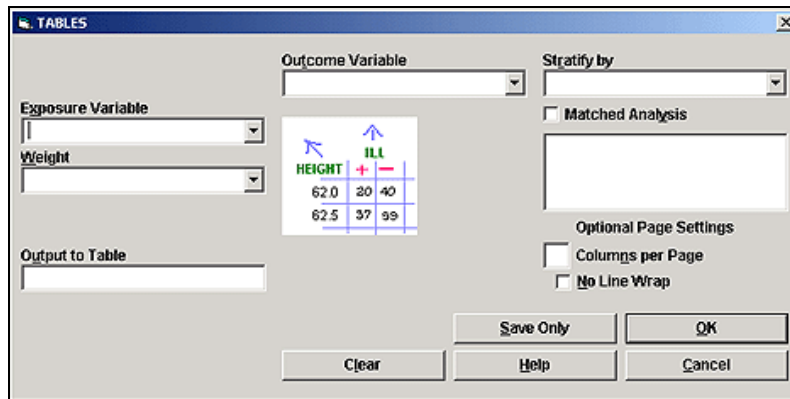 TABLES
Outcome Variable
Stratify by
Exposure Variable
Matched Analysis
Weight
ILL
HEIGHT + −
62.0 20 40
62.5 37 99
Optional Page Settings
Output to Table
Columns per Page
No Line Wrap
Save Only
OK
Clear
Help
Cancel